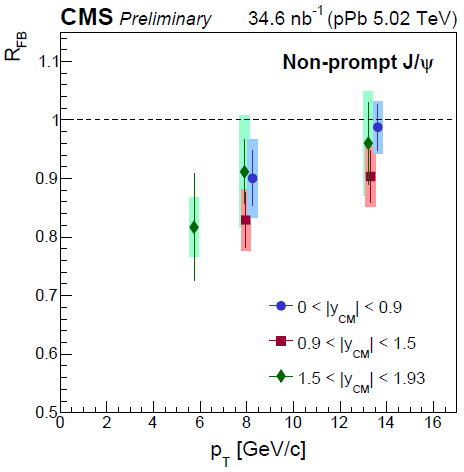 CMS Preliminary 34.6 nb⁻¹ (pPb 5.02 TeV)
R_FB
Non-prompt J/ψ
1.1
1
0.9
0.8
0.7
0.6
0.5
0 < |y_CM| < 0.9
0.9 < |y_CM| < 1.5
1.5 < |y_CM| < 1.93
0 2 4 6 8 10 12 14 16
p_T [GeV/c]